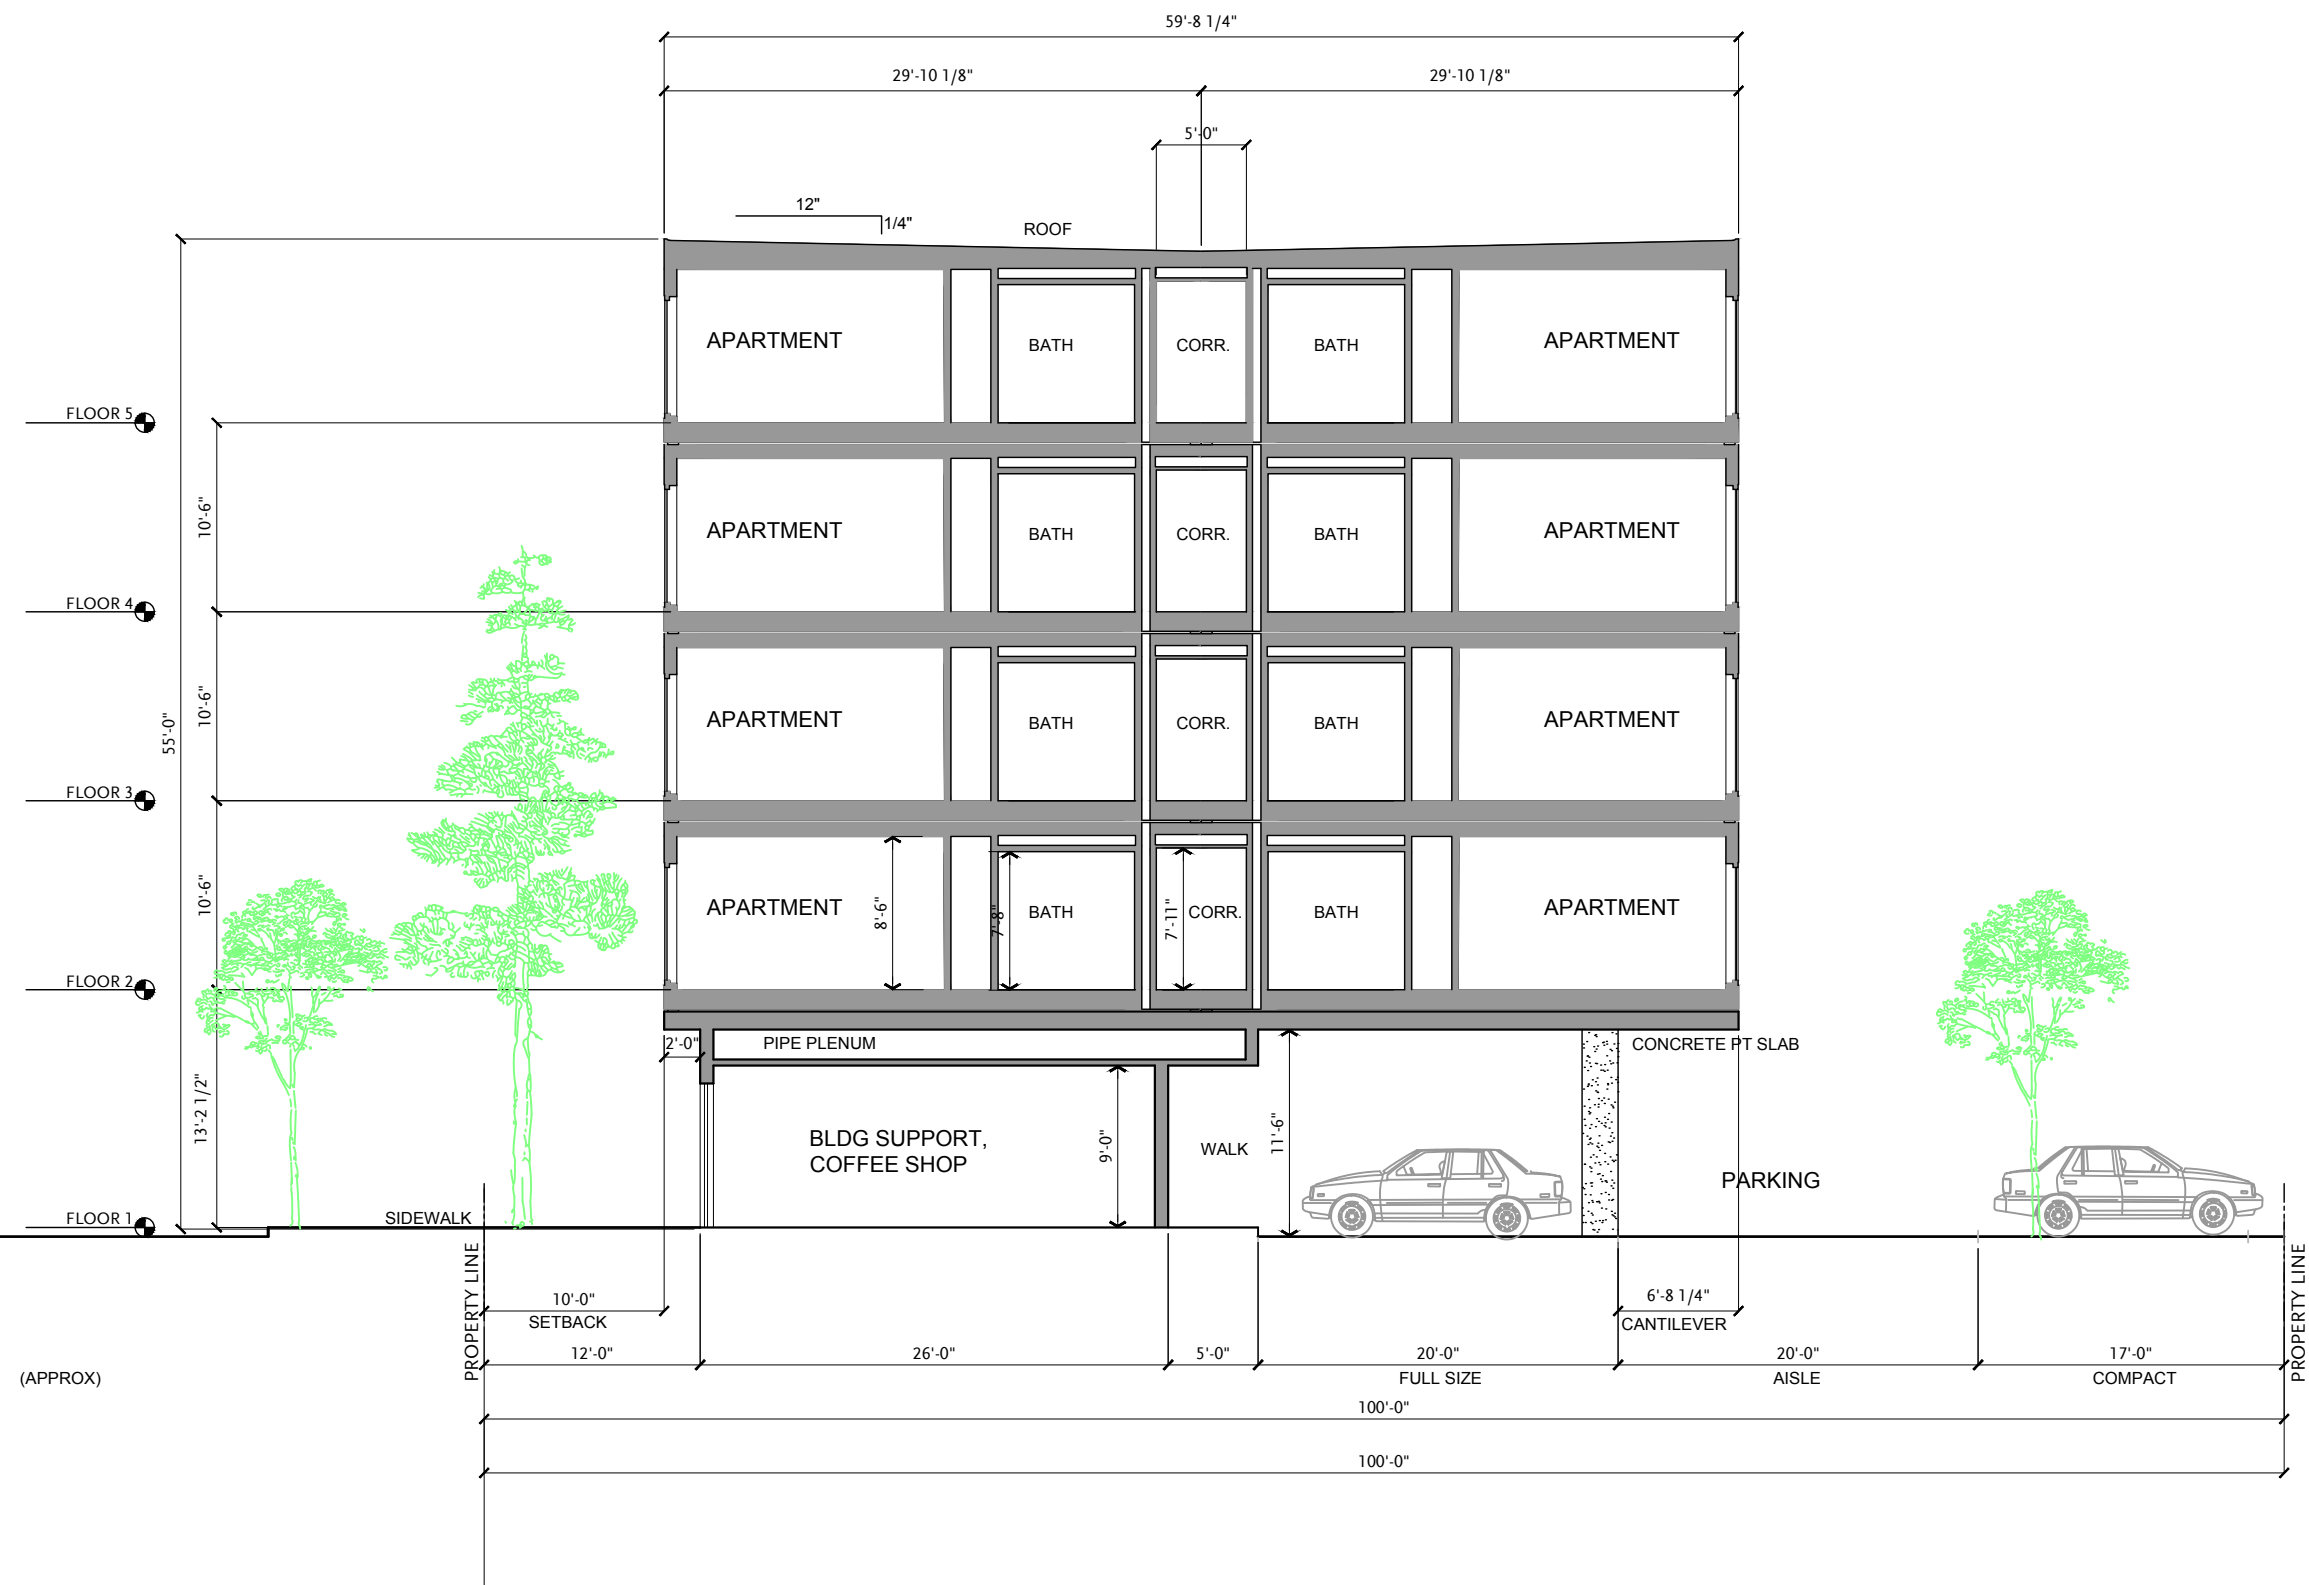 59'-8 1/4"
29'-10 1/8"
29'-10 1/8"
5'-0"
12"
1/4"
ROOF
APARTMENT
BATH
CORR.
BATH
APARTMENT
FLOOR 5
10'-6"
APARTMENT
BATH
CORR.
BATH
APARTMENT
FLOOR 4
10'-6"
55'-0"
APARTMENT
BATH
CORR.
BATH
APARTMENT
FLOOR 3
10'-6"
APARTMENT
8'-6"
7'-8"
BATH
7'-11"
CORR.
BATH
APARTMENT
FLOOR 2
2'-0"
PIPE PLENUM
CONCRETE PT SLAB
13'-2 1/2"
BLDG SUPPORT,
COFFEE SHOP
9'-0"
WALK
11'-6"
PARKING
FLOOR 1
SIDEWALK
PROPERTY LINE
PROPERTY LINE
10'-0"
SETBACK
6'-8 1/4"
CANTILEVER
12'-0"
26'-0"
5'-0"
20'-0"
20'-0"
17'-0"
(APPROX)
FULL SIZE
AISLE
COMPACT
100'-0"
100'-0"